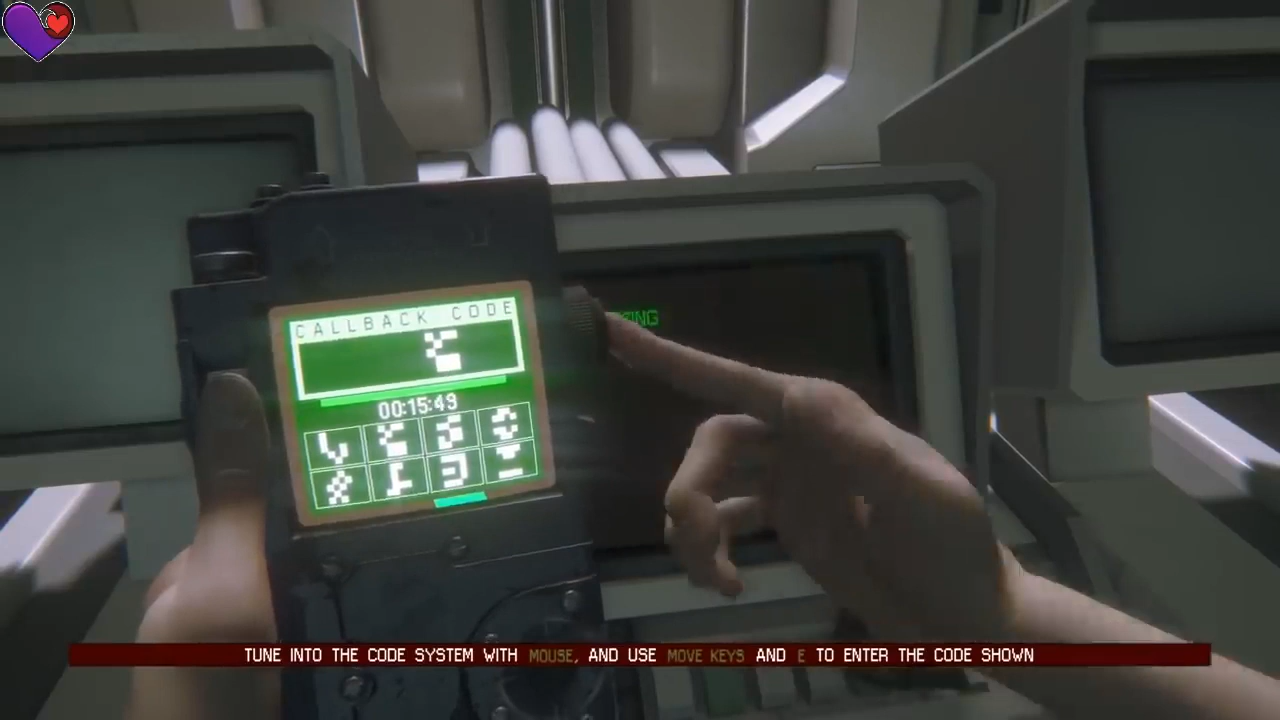 CALLBACK CODE
00:15:49
TUNE INTO THE CODE SYSTEM WITH MOUSE, AND USE MOVE KEYS AND E TO ENTER THE CODE SHOWN